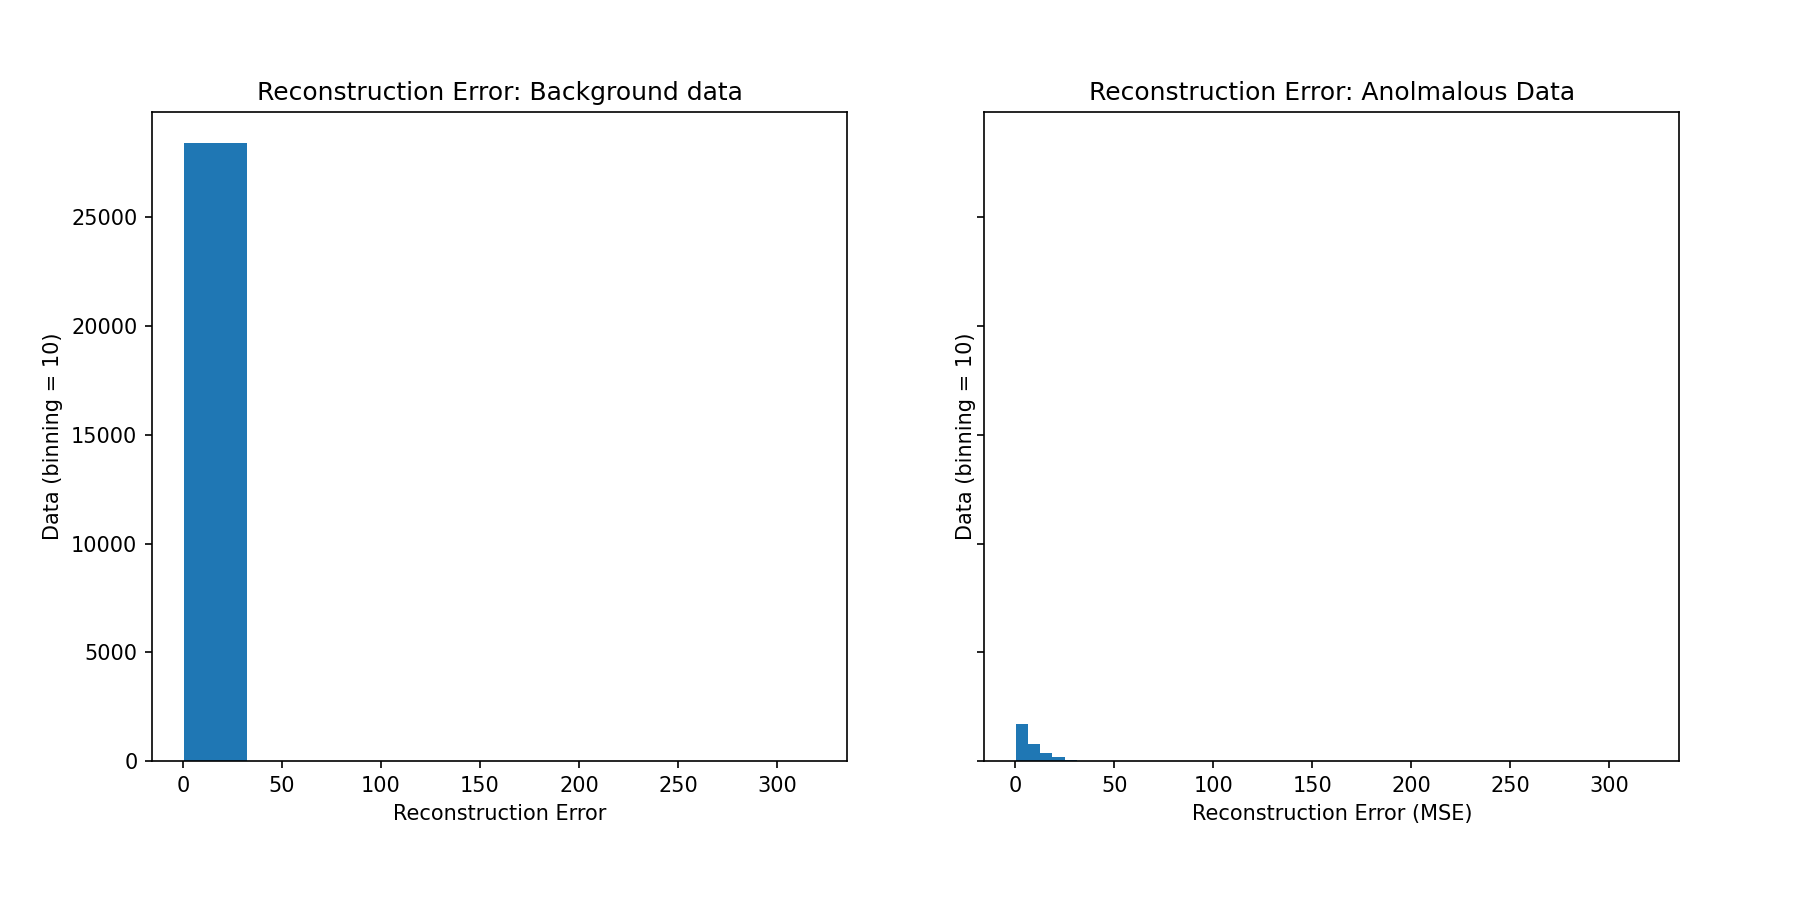 Reconstruction Error: Background data
Data (binning = 10)
25000
20000
15000
10000
5000
0
0 50 100 150 200 250 300
Reconstruction Error
Reconstruction Error: Anolmalous Data
Data (binning = 10)
0 50 100 150 200 250 300
Reconstruction Error (MSE)